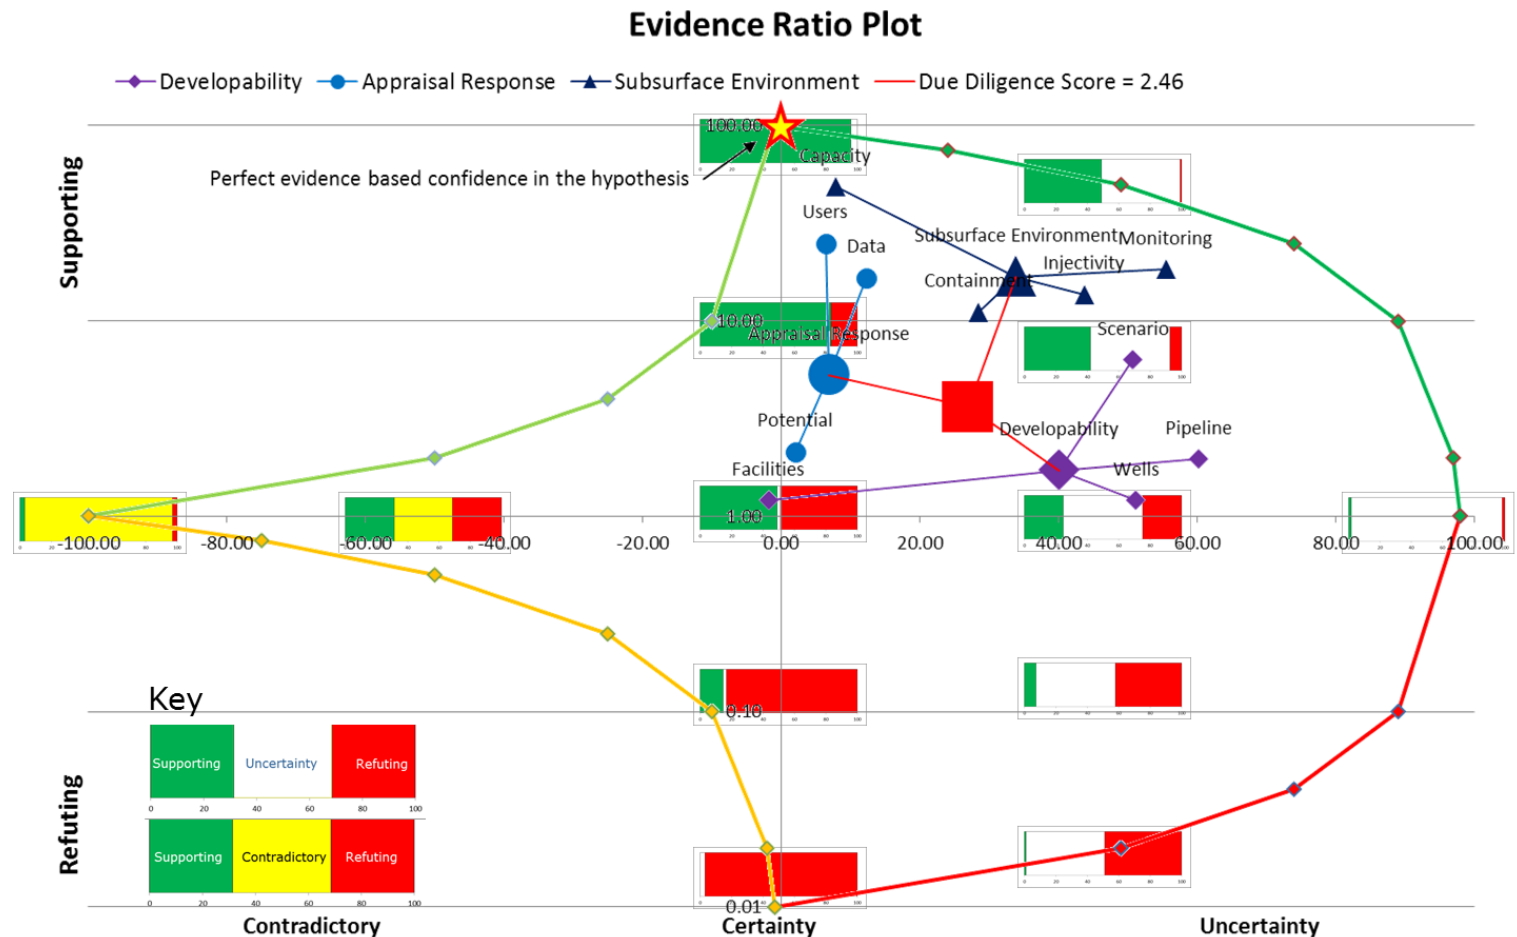 Evidence Ratio Plot
Developability Appraisal Response Subsurface Environment Due Diligence Score = 2.46
100.00
Capacity
Perfect evidence based confidence in the hypothesis
Supporting
Users
Data
Subsurface Environment
Monitoring
Injectivity
Containment
10.00
Appraisal Response
Scenario
Potential
Developability
Pipeline
Facilities
Wells
1.00
-100.00 -80.00 -60.00 -40.00 -20.00 0.00 20.00 40.00 60.00 80.00 100.00
Key
0.10
Supporting Uncertainty Refuting
0 20 40 60 80 100
Supporting Contradictory Refuting
0 20 40 60 80 100
Refuting
0.01
Contradictory Certainty Uncertainty